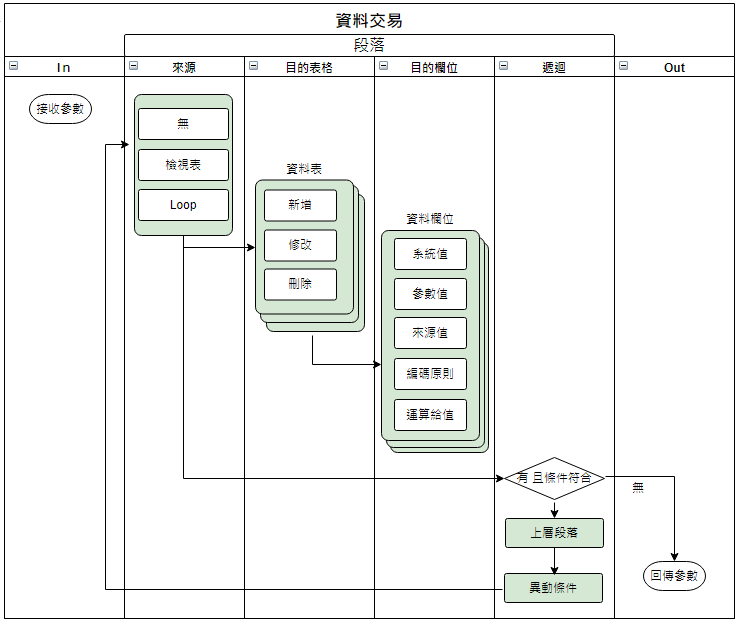 資料交易
段落
In
來源
目的表格
目的欄位
遞迴
Out
接收參數
無
檢視表
Loop
資料表
新增
修改
刪除
資料欄位
系統值
參數值
來源值
編碼原則
運算給值
有 且條件符合
無
上層段落
異動條件
回傳參數